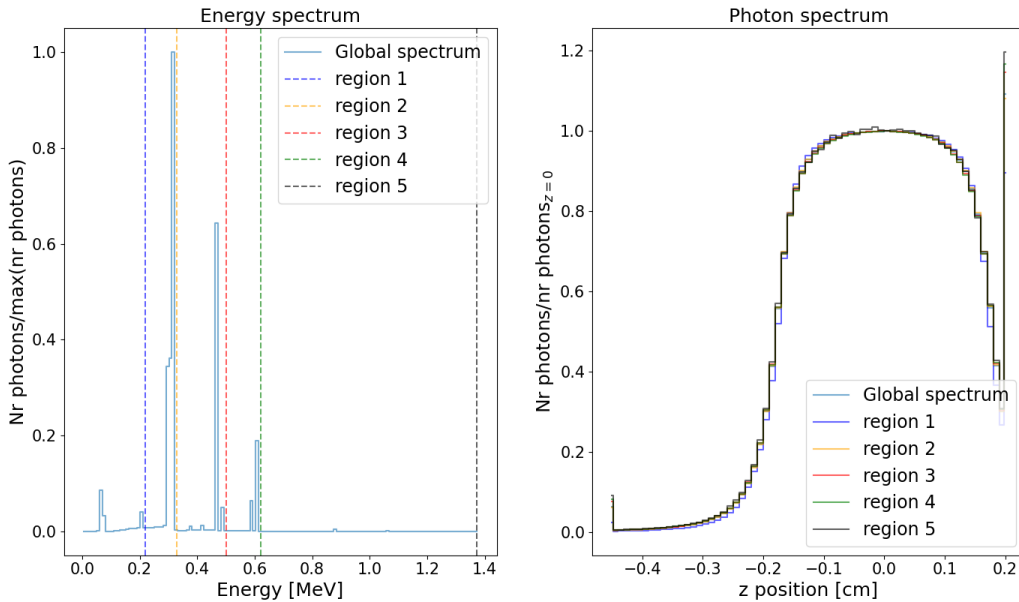 Energy spectrum
Nr photons/max(nr photons)
1.0
0.8
0.6
0.4
0.2
0.0
Global spectrum
region 1
region 2
region 3
region 4
region 5
0.0 0.2 0.4 0.6 0.8 1.0 1.2 1.4
Energy [MeV]
Photon spectrum
Nr photons/nr photons_{z=0}
1.2
1.0
0.8
0.6
0.4
0.2
0.0
Global spectrum
region 1
region 2
region 3
region 4
region 5
−0.4 −0.3 −0.2 −0.1 0.0 0.1 0.2
z position [cm]